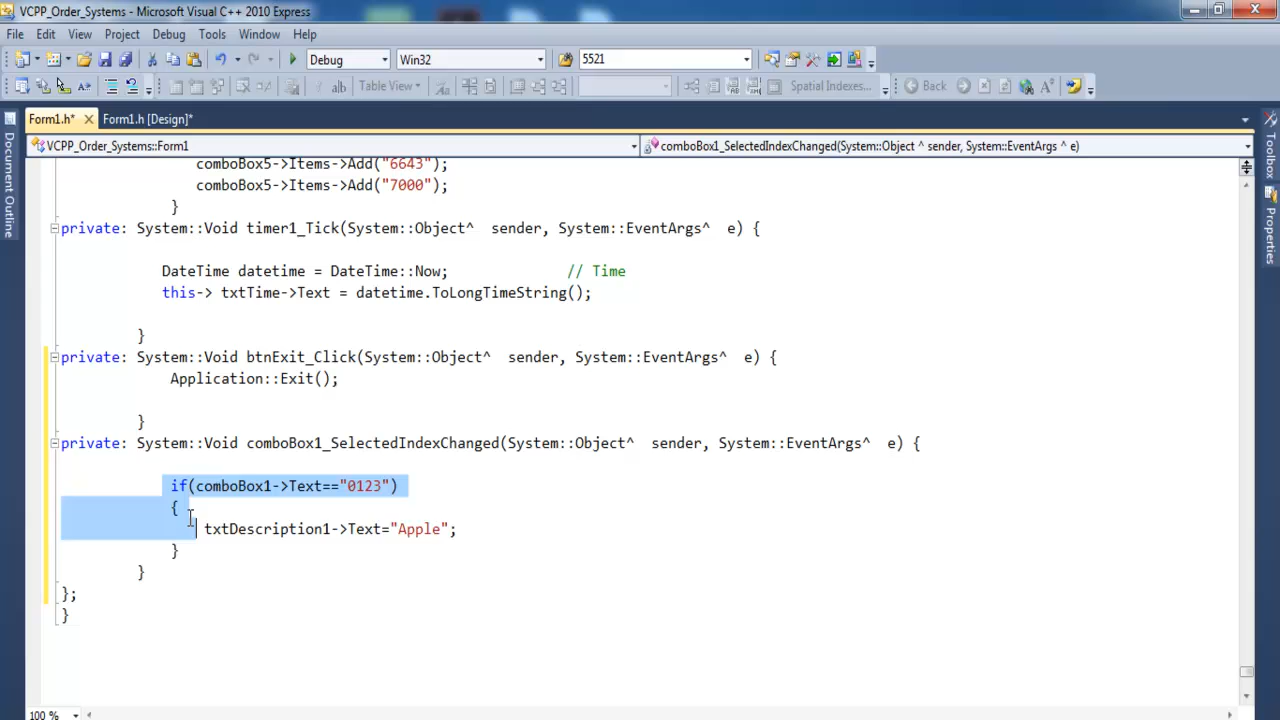 VCPP_Order_Systems - Microsoft Visual C++ 2010 Express
File Edit View Project Debug Tools Window Help
Debug Win32 5521
Table View Spatial Indexes... Back
Form1.h* Form1.h [Design]*
VCPP_Order_Systems::Form1 comboBox1_SelectedIndexChanged(System::Object ^ sender, System::EventArgs ^ e)
Document Outline
Toolbox
Properties
comboBox5->Items->Add("6643");
comboBox5->Items->Add("7000");
}
private: System::Void timer1_Tick(System::Object^  sender, System::EventArgs^  e) {
DateTime datetime = DateTime::Now; // Time
this-> txtTime->Text = datetime.ToLongTimeString();
}
private: System::Void btnExit_Click(System::Object^  sender, System::EventArgs^  e) {
Application::Exit();
}
private: System::Void comboBox1_SelectedIndexChanged(System::Object^  sender, System::EventArgs^  e) {
if(comboBox1->Text=="0123")
{
txtDescription1->Text="Apple";
}
}
};
}
100 %